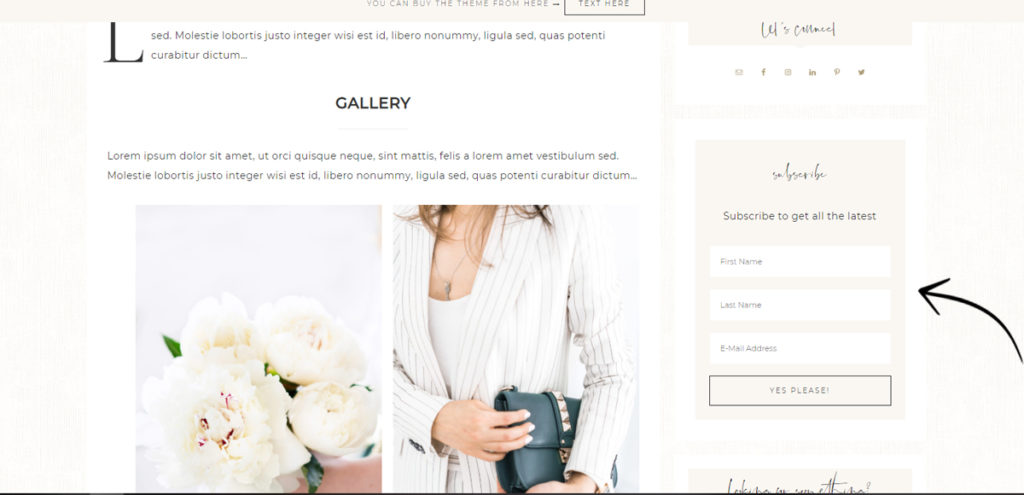 YOU CAN BUY THE THEME FROM HERE →
TEXT HERE
L
sed. Molestie lobortis justo integer wisi est id, libero nonummy, ligula sed, quas potenti
curabitur dictum...
GALLERY
Lorem ipsum dolor sit amet, ut orci quisque neque, sint mattis, felis a lorem amet vestibulum sed.
Molestie lobortis justo integer wisi est id, libero nonummy, ligula sed, quas potenti curabitur dictum...
Let's connect
subscribe
Subscribe to get all the latest
First Name
Last Name
E-Mail Address
YES PLEASE!
Looking for something?